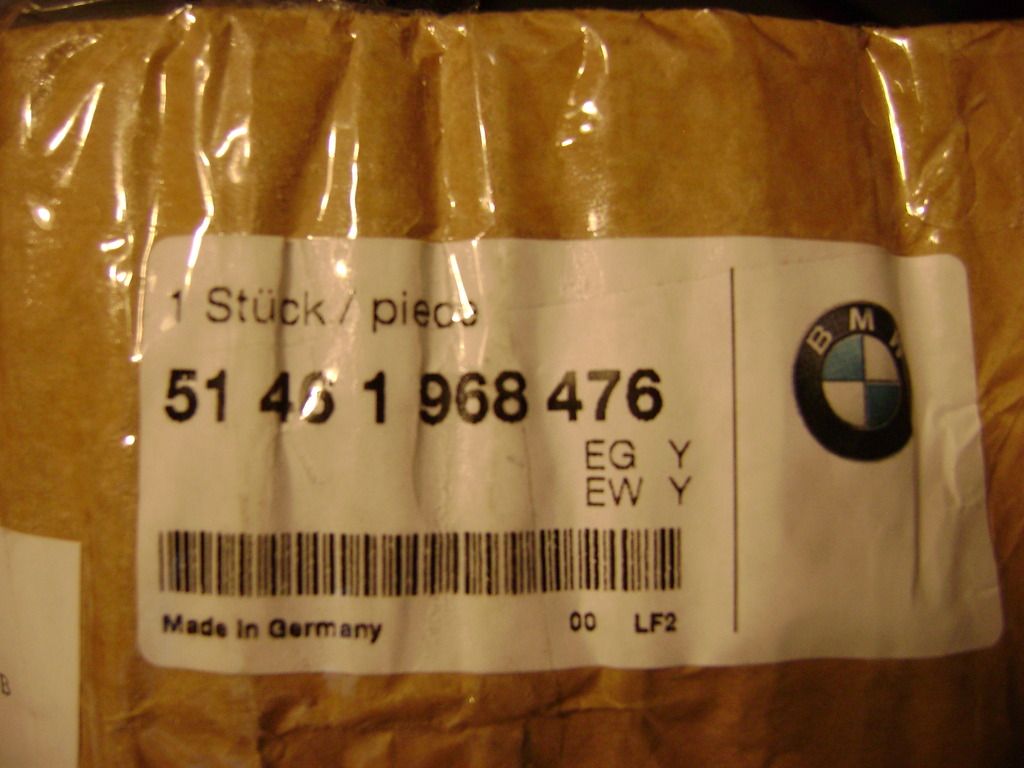 1 Stück / piece
51 46 1 968 476
EG Y
EW Y
Made in Germany 00 LF2
BMW
B